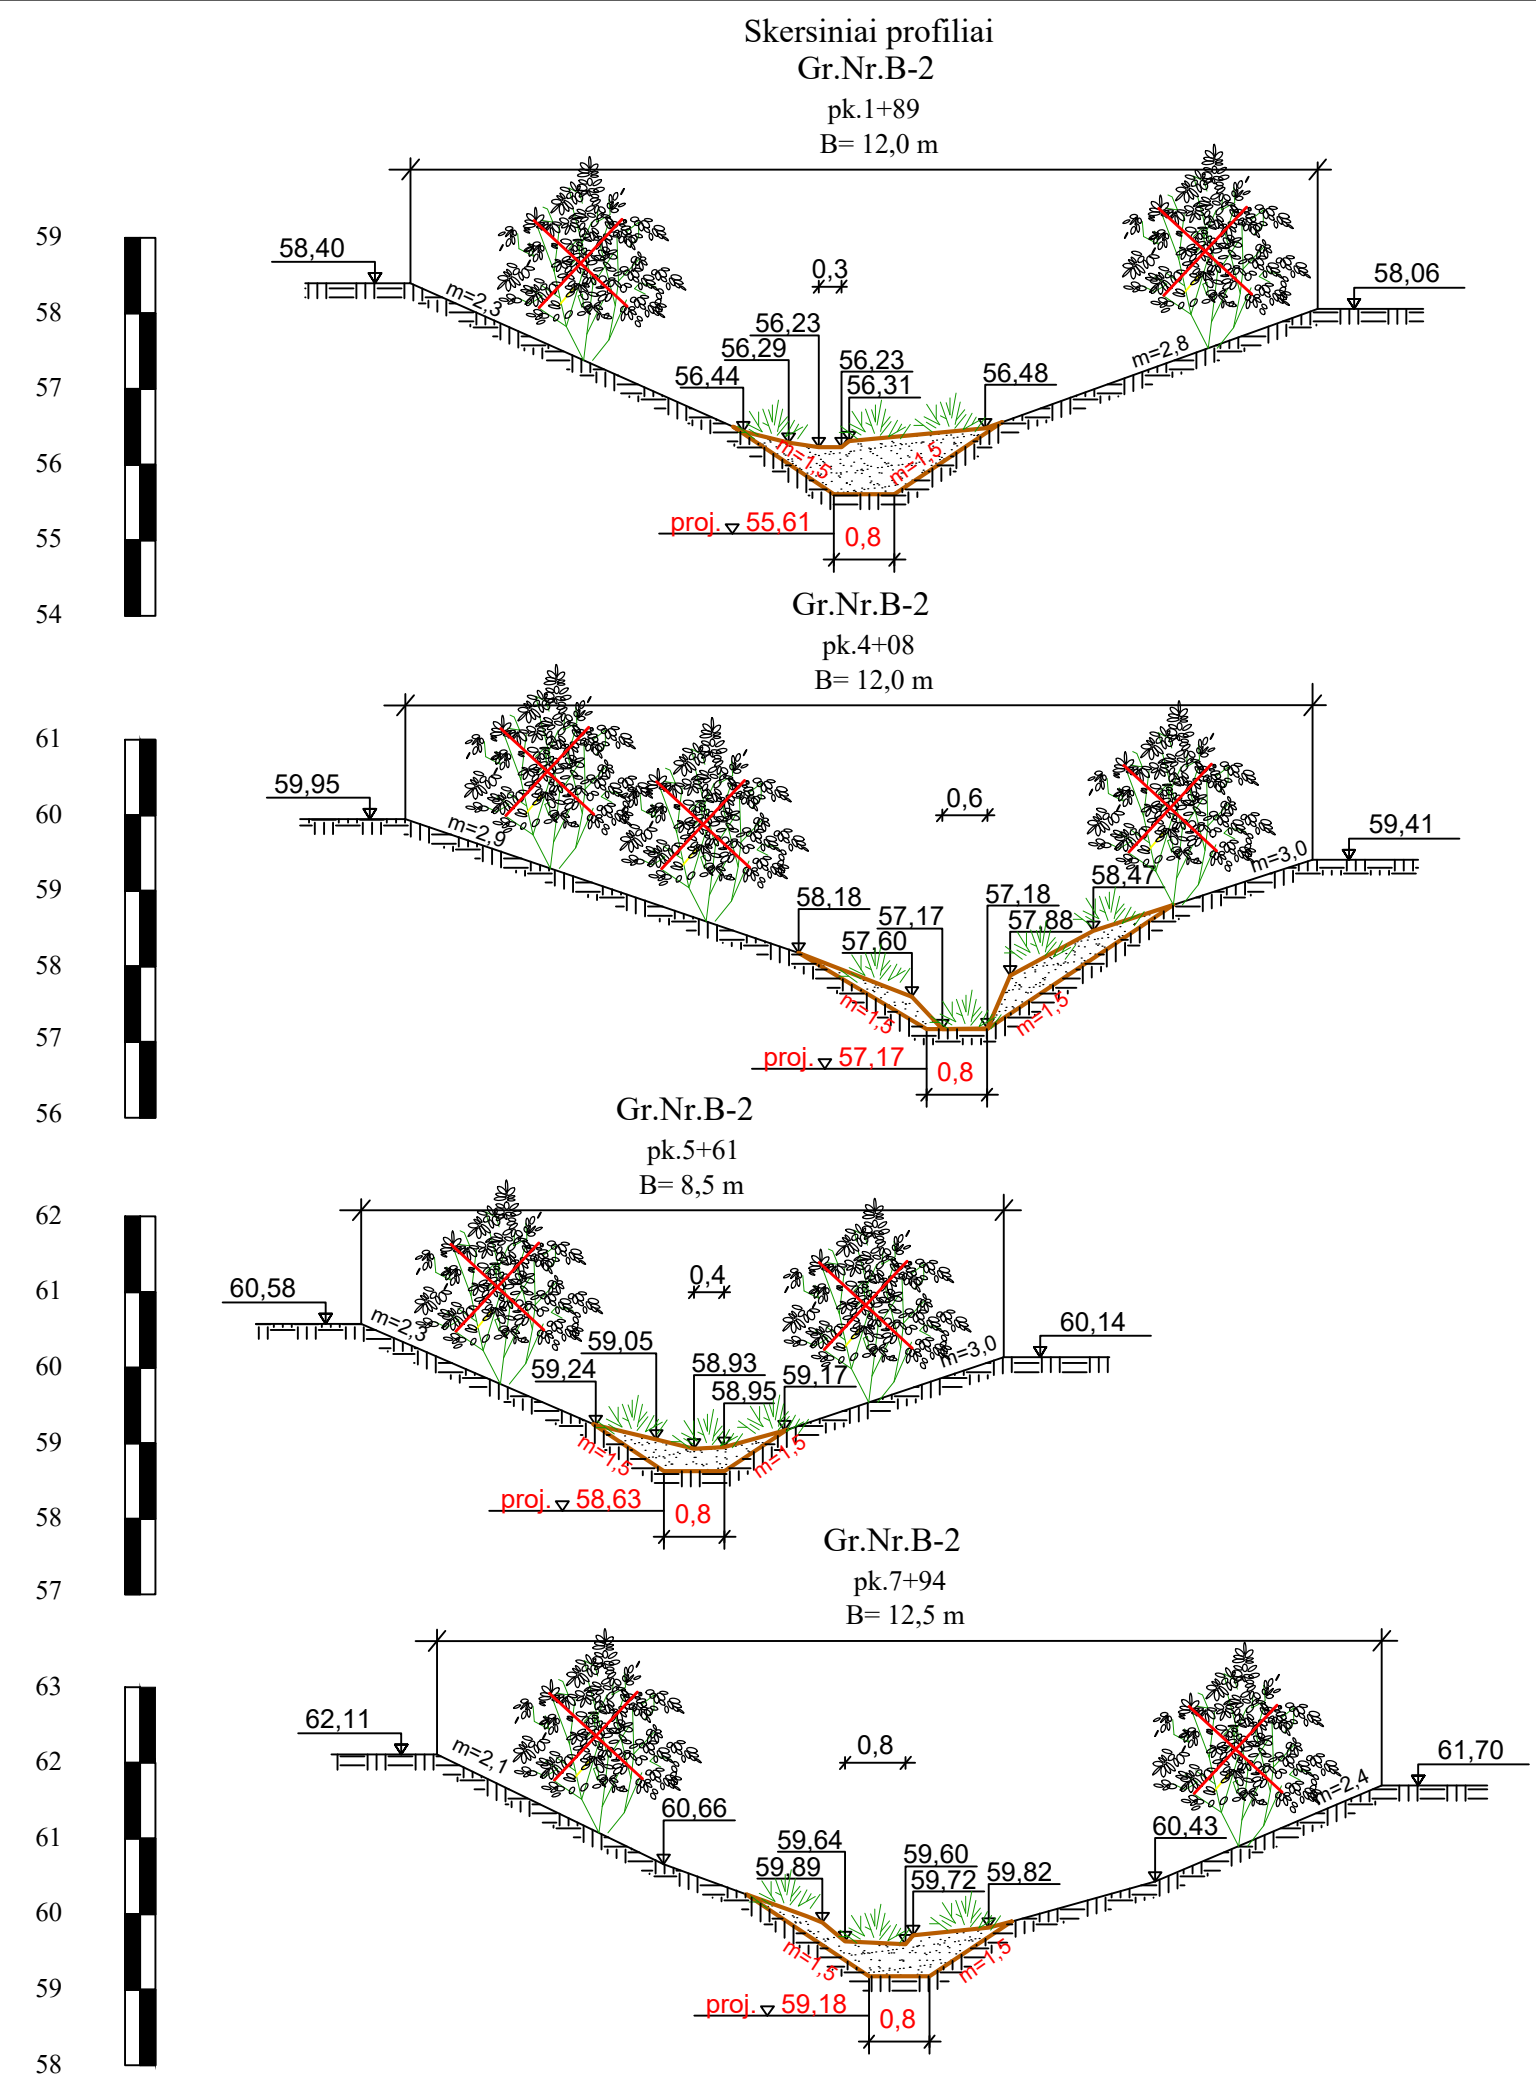 Skersiniai profiliai
Gr.Nr.B-2
pk.1+89
B= 12,0 m
59
58
57
56
55
54
58,40
m=2,3
0,3
56,23
56,29
56,44
56,23
56,31
56,48
m=2,8
58,06
m=1,5
m=1,5
proj. 55,61
0,8
Gr.Nr.B-2
pk.4+08
B= 12,0 m
61
60
59
58
57
56
59,95
m=2,9
0,6
58,18
57,17
57,60
57,18
57,88
58,47
m=3,0
59,41
m=1,5
m=1,5
proj. 57,17
0,8
Gr.Nr.B-2
pk.5+61
B= 8,5 m
62
61
60
59
58
57
60,58
m=2,3
0,4
59,05
59,24
58,93
58,95
59,17
m=3,0
60,14
m=1,5
m=1,5
proj. 58,63
0,8
Gr.Nr.B-2
pk.7+94
B= 12,5 m
63
62
61
60
59
58
62,11
m=2,1
0,8
60,66
59,64
59,89
59,60
59,72
59,82
60,43
m=2,4
61,70
m=1,5
m=1,5
proj. 59,18
0,8